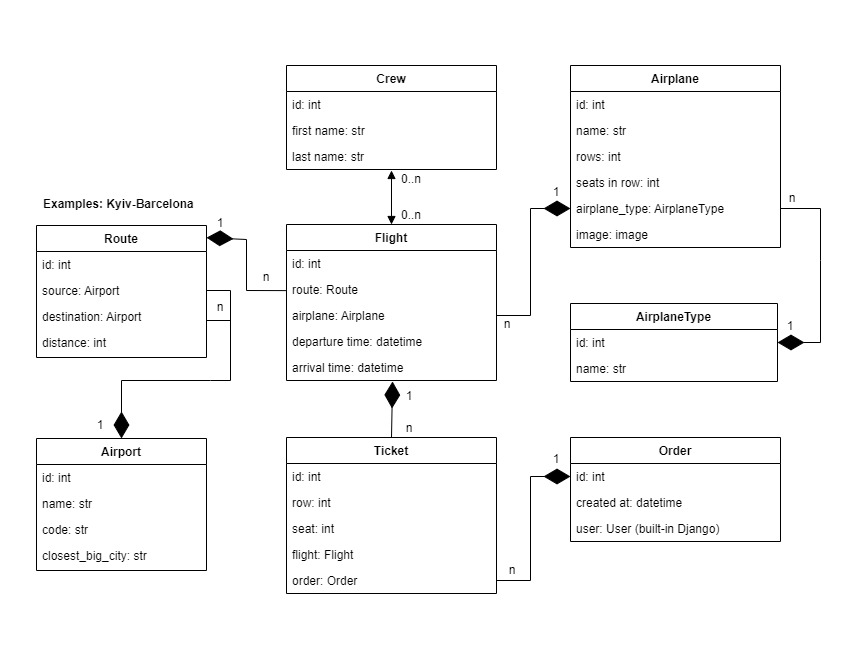 Crew
id: int
first name: str
last name: str
0..n
0..n
Airplane
id: int
name: str
rows: int
seats in row: int
airplane_type: AirplaneType
image: image
1
n
Examples: Kyiv-Barcelona
Route
id: int
source: Airport
destination: Airport
distance: int
1
n
n
Flight
id: int
route: Route
airplane: Airplane
departure time: datetime
arrival time: datetime
n
1
n
AirplaneType
id: int
name: str
1
1
Airport
id: int
name: str
code: str
closest_big_city: str
Ticket
id: int
row: int
seat: int
flight: Flight
order: Order
n
1
Order
id: int
created at: datetime
user: User (built-in Django)